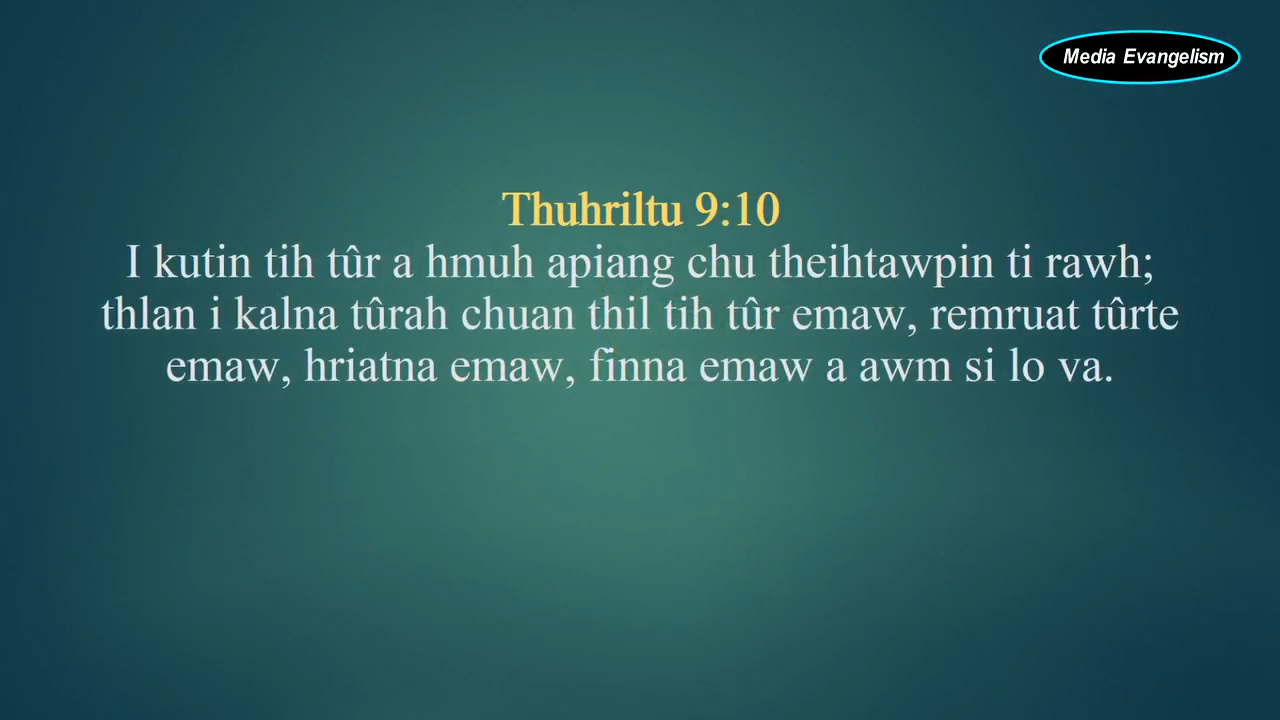 Media Evangelism
Thuhriltu 9:10
I kutin tih tûr a hmuh apiang chu theihtawpin ti rawh;
thlan i kalna tûrah chuan thil tih tûr emaw, remruat tûrte
emaw, hriatna emaw, finna emaw a awm si lo va.